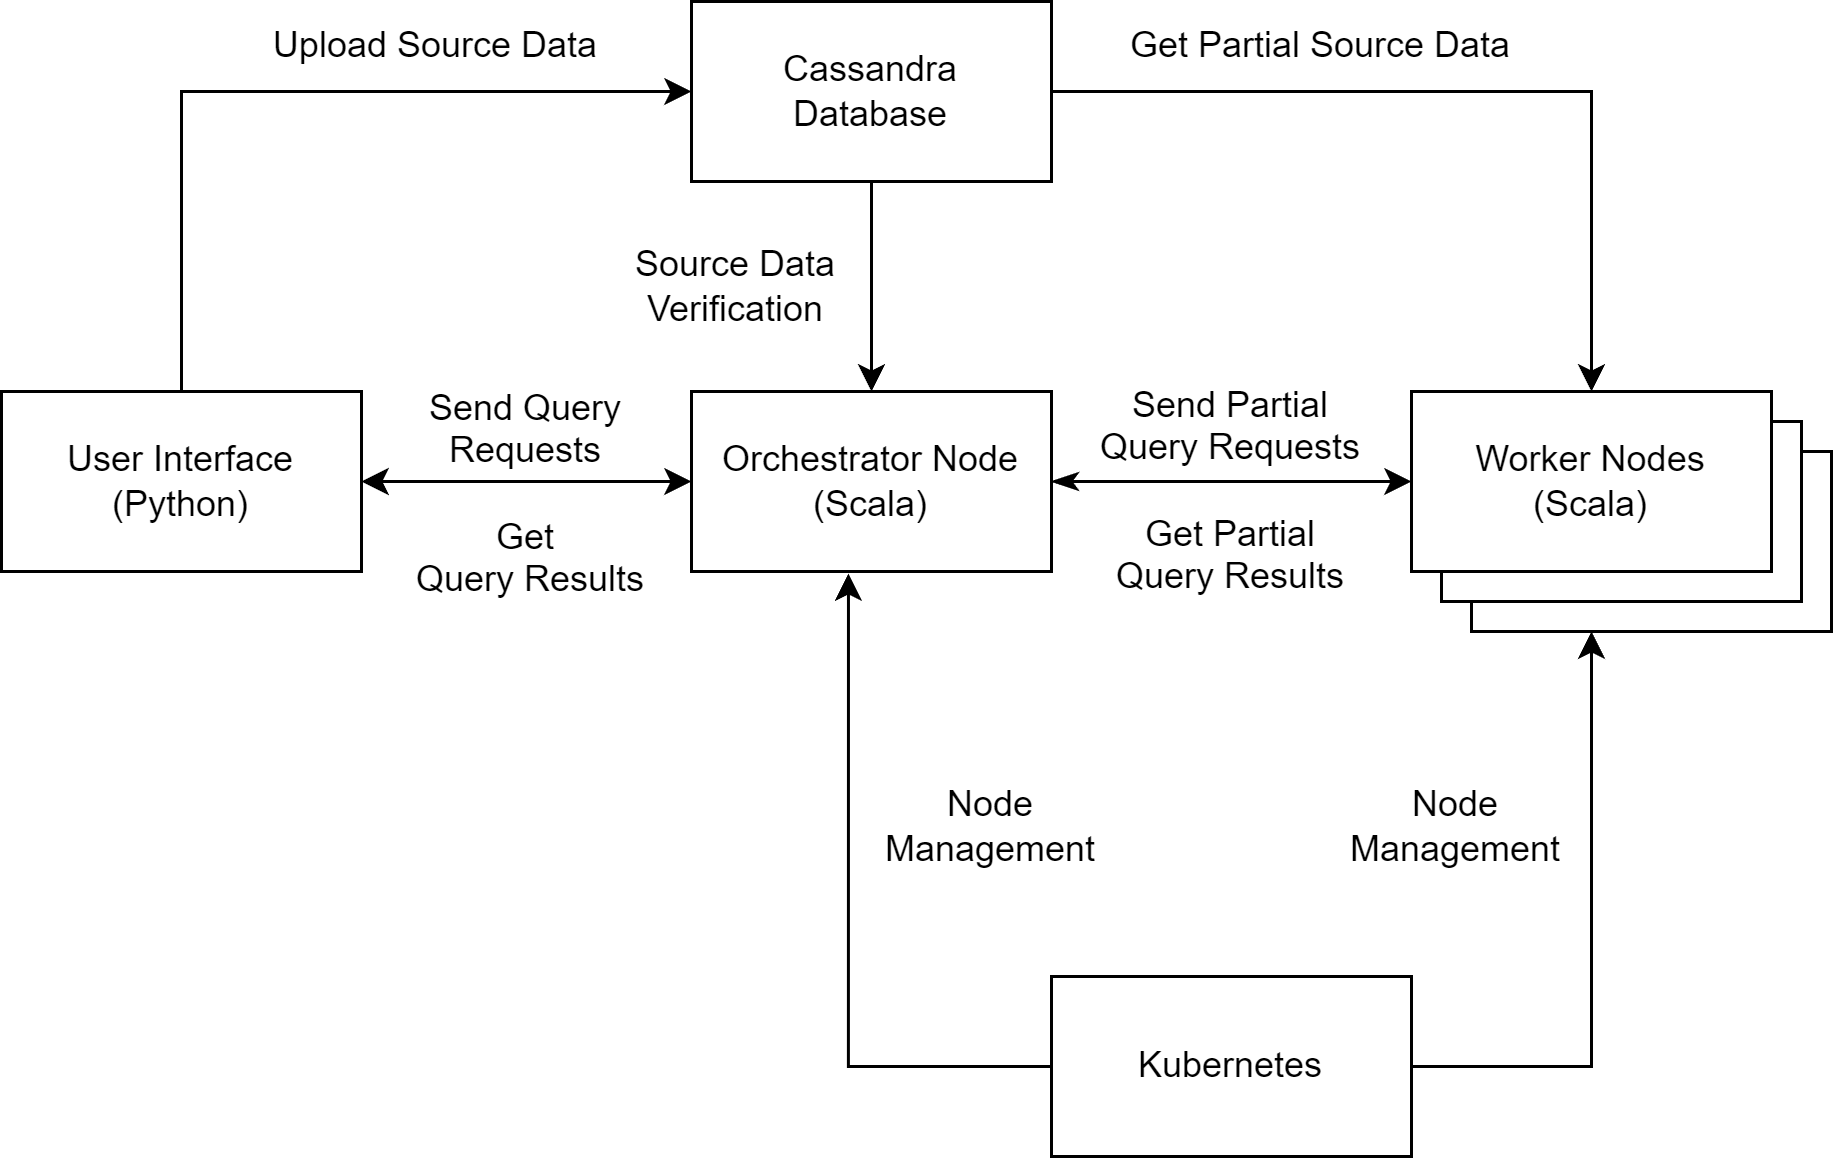 Upload Source Data
Cassandra
Database
Get Partial Source Data
Source Data
Verification
User Interface
(Python)
Send Query
Requests
Get
Query Results
Orchestrator Node
(Scala)
Send Partial
Query Requests
Get Partial
Query Results
Worker Nodes
(Scala)
Node
Management
Node
Management
Kubernetes